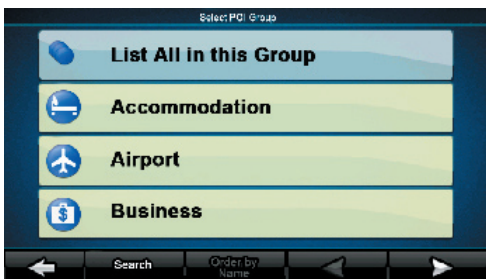 Select POI Group
List All in this Group
Accommodation
Airport
Business
Search
Order by
Name